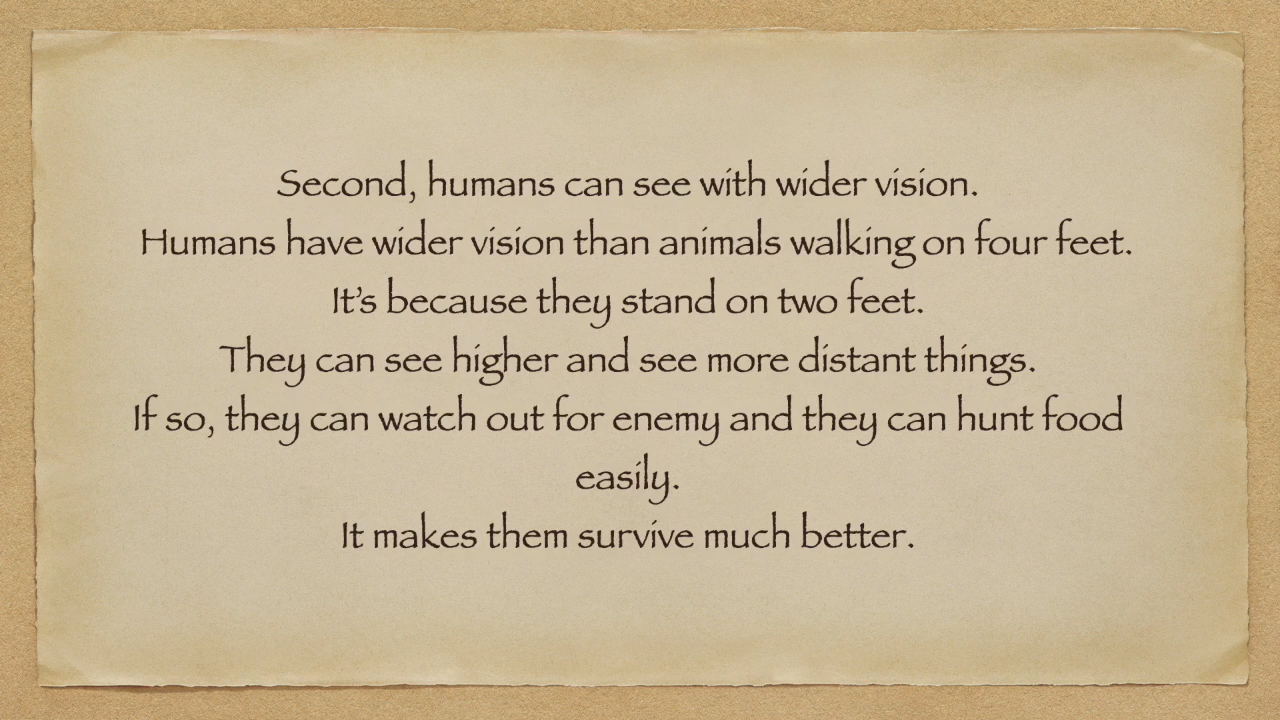 Second, humans can see with wider vision.
Humans have wider vision than animals walking on four feet.
It’s because they stand on two feet.
They can see higher and see more distant things.
If so, they can watch out for enemy and they can hunt food
easily.
It makes them survive much better.